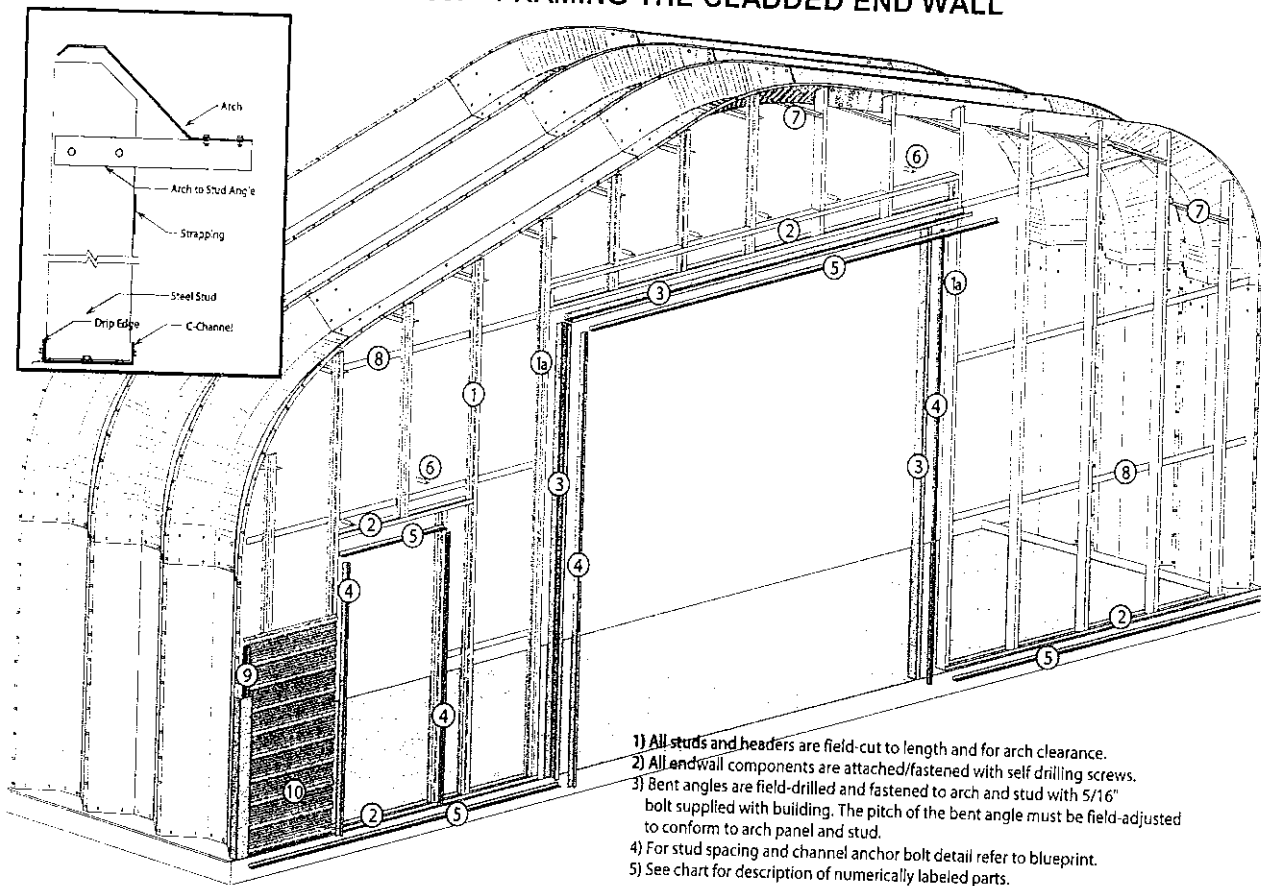 FRAMING THE CLADDED END WALL
Arch
Arch to Stud Angle
Strapping
Steel Stud
Drip Edge
C-Channel
7
6
2
7
5
3
1a
8
1a
1
4
6
3
3
8
2
5
4
4
9
4
2
5
10
2
5
1) All studs and headers are field-cut to length and for arch clearance.
2) All endwall components are attached/fastened with self drilling screws.
3) Bent angles are field-drilled and fastened to arch and stud with 5/16"
bolt supplied with building. The pitch of the bent angle must be field-adjusted
to conform to arch panel and stud.
4) For stud spacing and channel anchor bolt detail refer to blueprint.
5) See chart for description of numerically labeled parts.